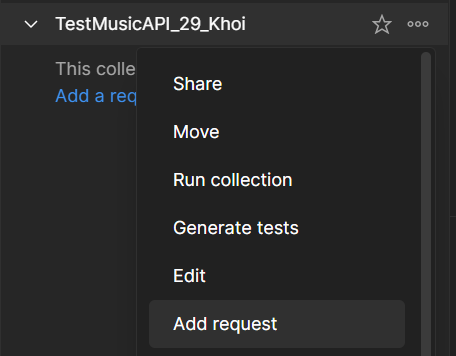 TestMusicAPI_29_Khoi
This colle
Add a req
Share
Move
Run collection
Generate tests
Edit
Add request